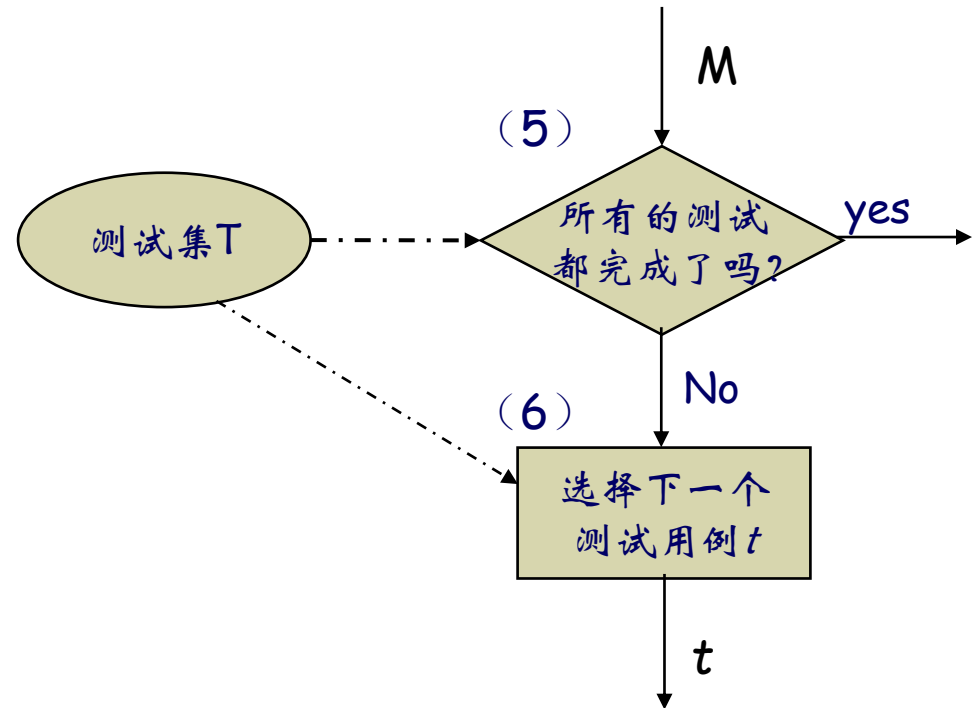 M
（5）
测试集T
所有的测试
都完成了吗?
yes
No
（6）
选择下一个
测试用例t
t